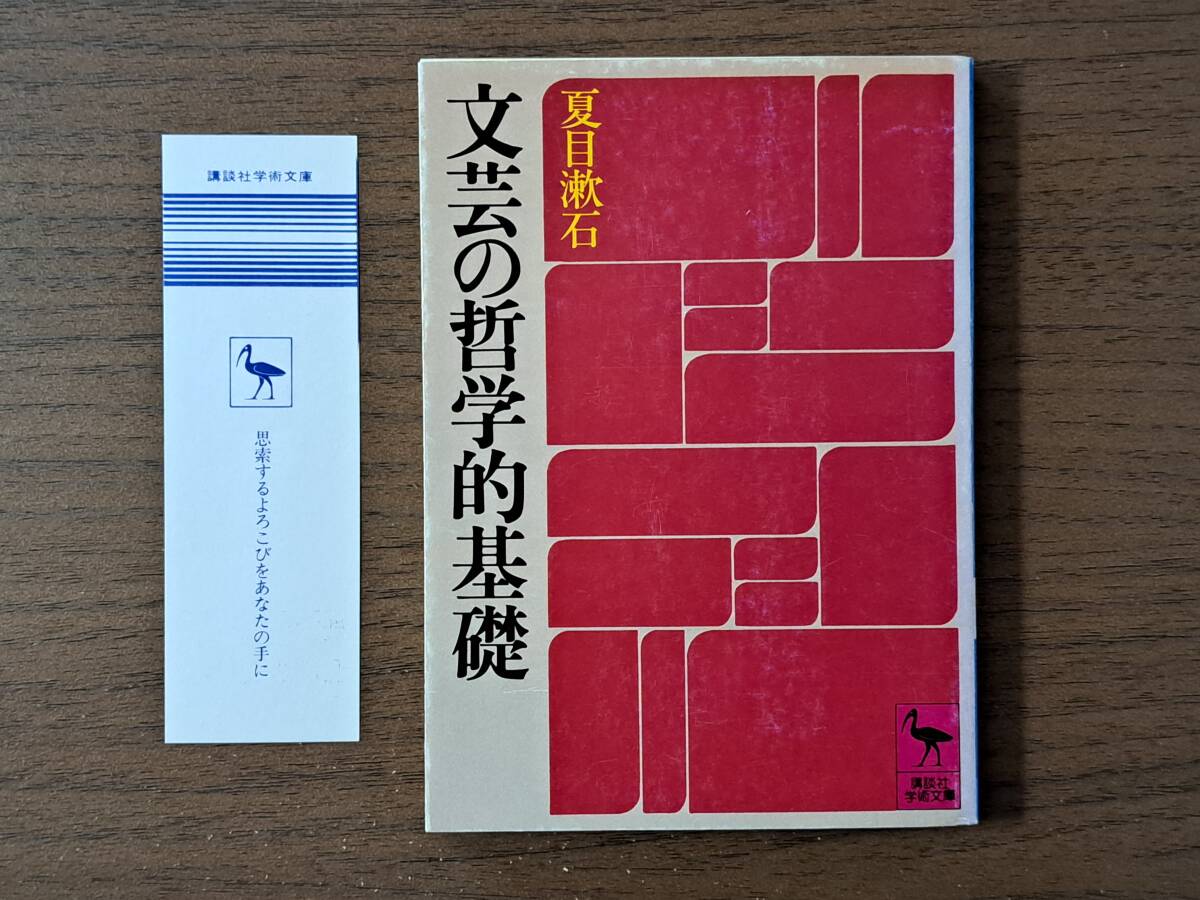 講談社学術文庫
思索するよろこびをあなたの手に
文芸の哲学的基礎
夏目漱石
講談社
学術文庫